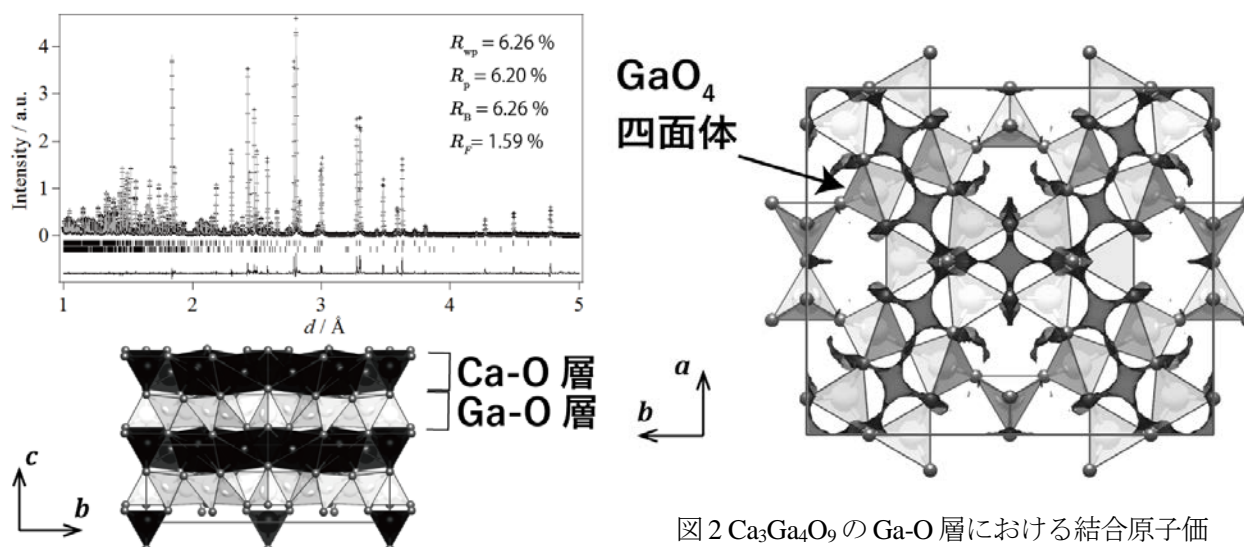 4
3
2
1
0
Intensity / a.u.
R_wp = 6.26 %
R_p = 6.20 %
R_B = 6.26 %
R_F = 1.59 %
1 2 3 4 5
d / Å
Ca-O 層
Ga-O 層
c
b
GaO₄
四面体
a
b
図 2 Ca₃Ga₄O₉ の Ga-O 層における結合原子価